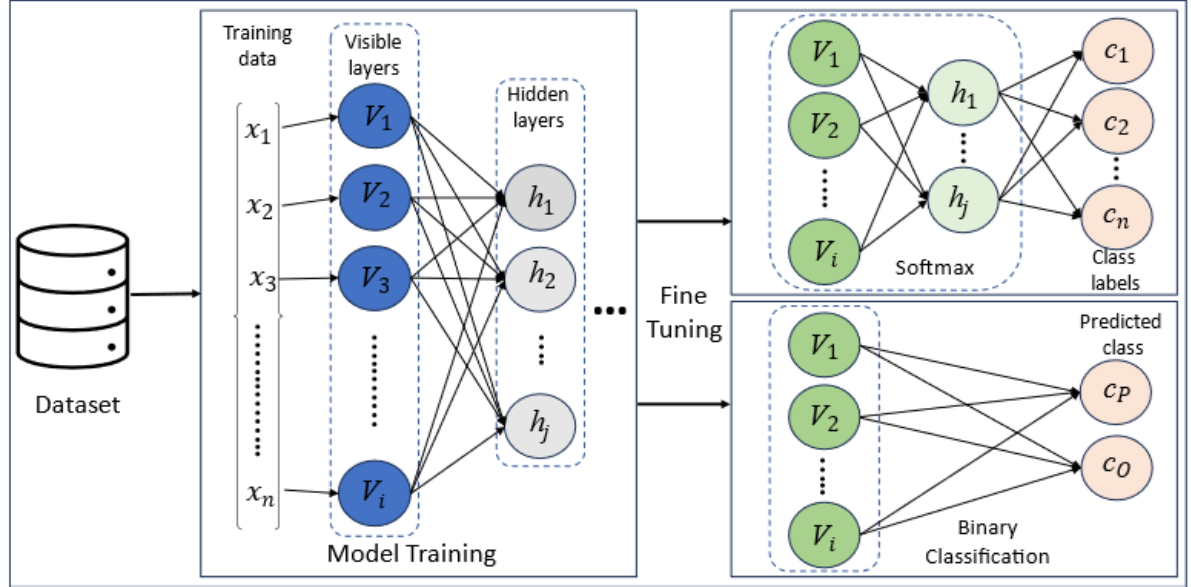 Dataset
Training
data
x₁
x₂
x₃
xₙ
Visible
layers
V₁
V₂
V₃
Vᵢ
Hidden
layers
h₁
h₂
hⱼ
Model Training
Fine
Tuning
V₁
V₂
Vᵢ
h₁
hⱼ
Softmax
c₁
c₂
cₙ
Class
labels
V₁
V₂
Vᵢ
Predicted
class
c_P
c_O
Binary
Classification